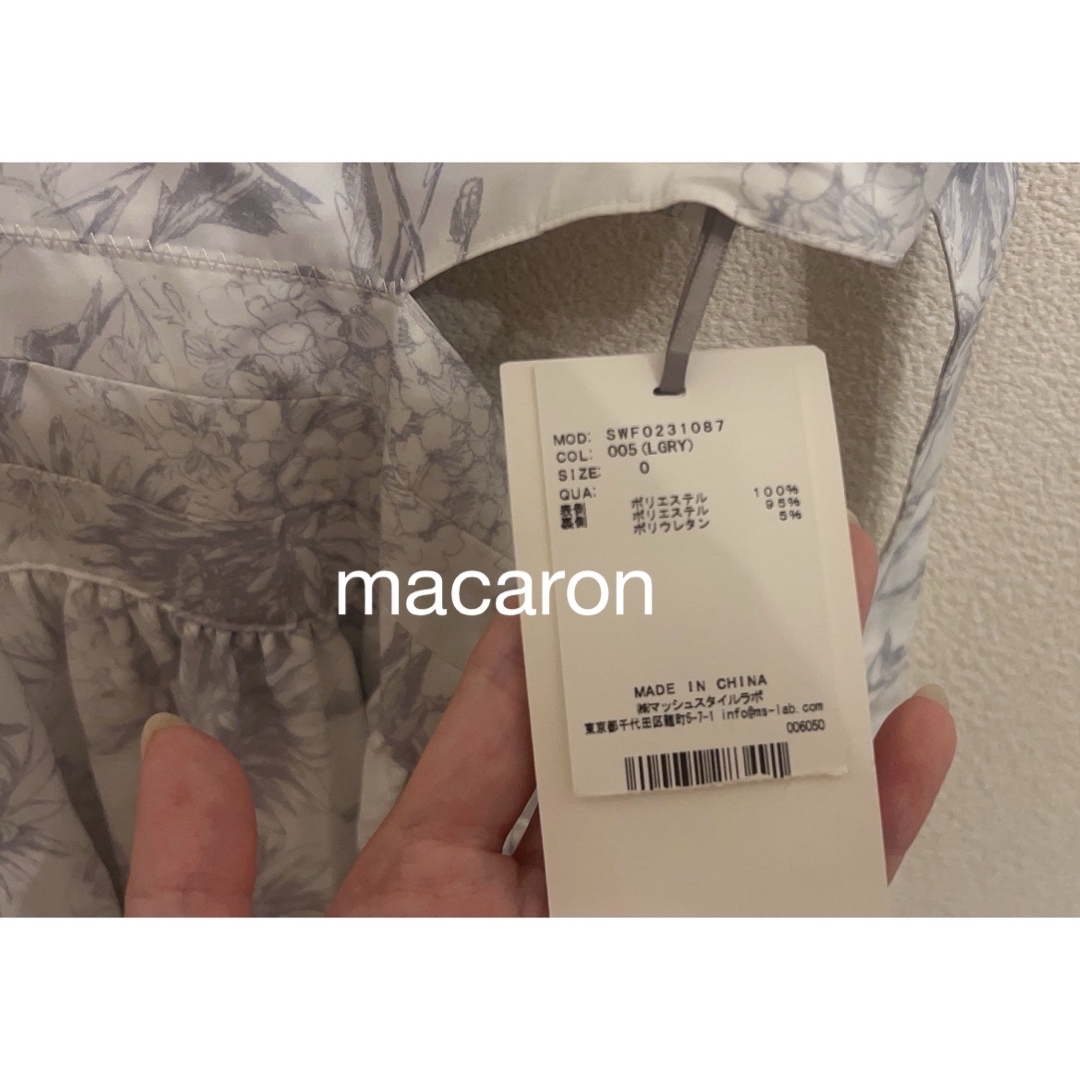 MOD: SWFO231087
COL: 005(LGRY)
SIZE: 0
QUA:
表側 ポリエステル 100%
裏側 ポリエステル 95%
ポリウレタン 5%
macaron
MADE IN CHINA
㈱マッシュスタイルラボ
東京都千代田区麹町5-7-1 info@ms-lab.com
006050